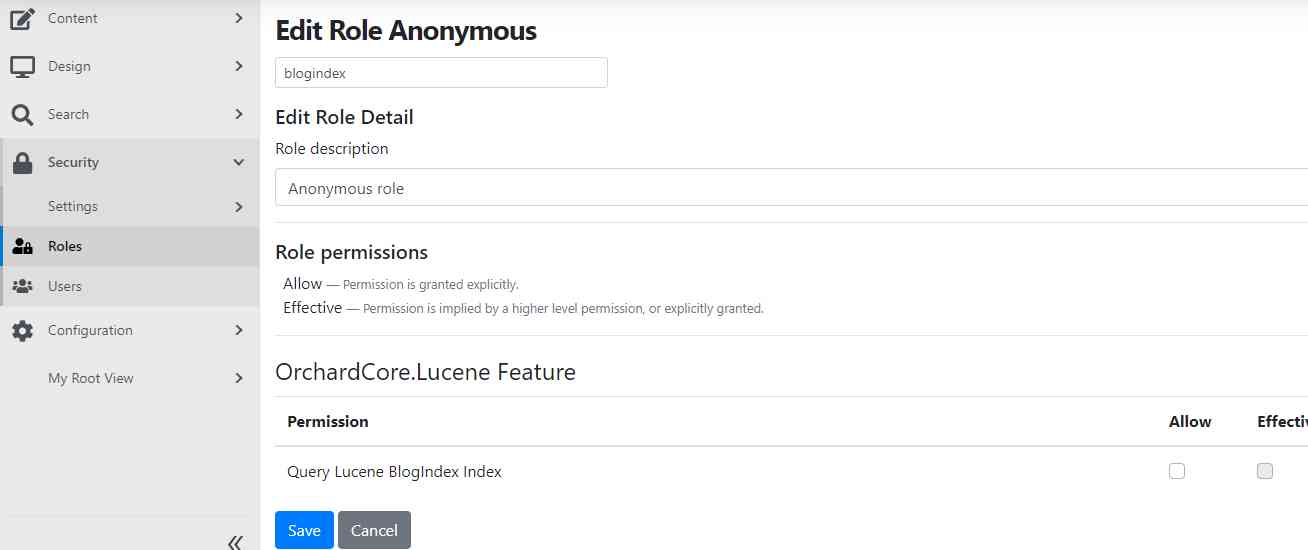 Content
Design
Search
Security
Settings
Roles
Users
Configuration
My Root View
Edit Role Anonymous
blogindex
Edit Role Detail
Role description
Anonymous role
Role permissions
Allow — Permission is granted explicitly.
Effective — Permission is implied by a higher level permission, or explicitly granted.
OrchardCore.Lucene Feature
Permission Allow Effectiv
Query Lucene BlogIndex Index
Save Cancel